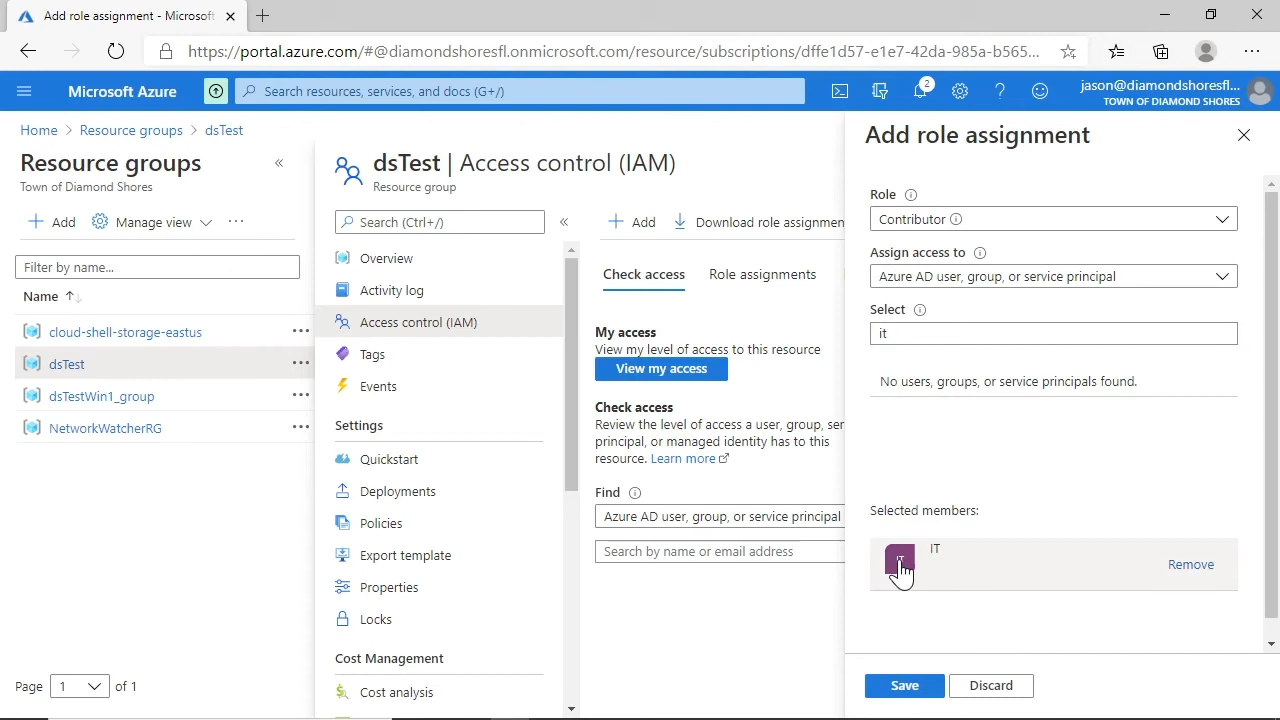 Add role assignment - Microsoft
https://portal.azure.com/#@diamondshoresfl.onmicrosoft.com/resource/subscriptions/dffe1d57-e1e7-42da-985a-b565...
Microsoft Azure
Search resources, services, and docs (G+/)
2
jason@diamondshoresfl...
TOWN OF DIAMOND SHORES
Home > Resource groups > dsTest
Resource groups
Town of Diamond Shores
Add
Manage view
Filter by name...
Name
cloud-shell-storage-eastus
dsTest
dsTestWin1_group
NetworkWatcherRG
Page 1 of 1
dsTest | Access control (IAM)
Resource group
Search (Ctrl+/)
Overview
Activity log
Access control (IAM)
Tags
Events
Settings
Quickstart
Deployments
Policies
Export template
Properties
Locks
Cost Management
Cost analysis
Add
Download role assignmen
Check access
Role assignments
My access
View my level of access to this resource
View my access
Check access
Review the level of access a user, group, ser
principal, or managed identity has to this
resource. Learn more
Find
Azure AD user, group, or service principal
Search by name or email address
Add role assignment
Role
Contributor
Assign access to
Azure AD user, group, or service principal
Select
it
No users, groups, or service principals found.
Selected members:
IT
Remove
Save
Discard